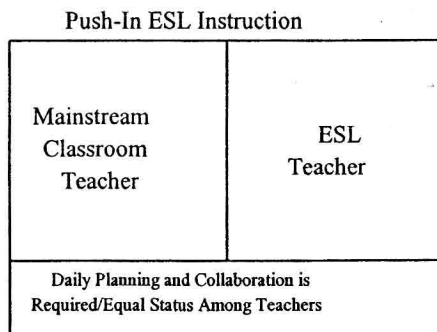 Push-In ESL Instruction
Mainstream
Classroom
Teacher
ESL
Teacher
Daily Planning and Collaboration is
Required/Equal Status Among Teachers